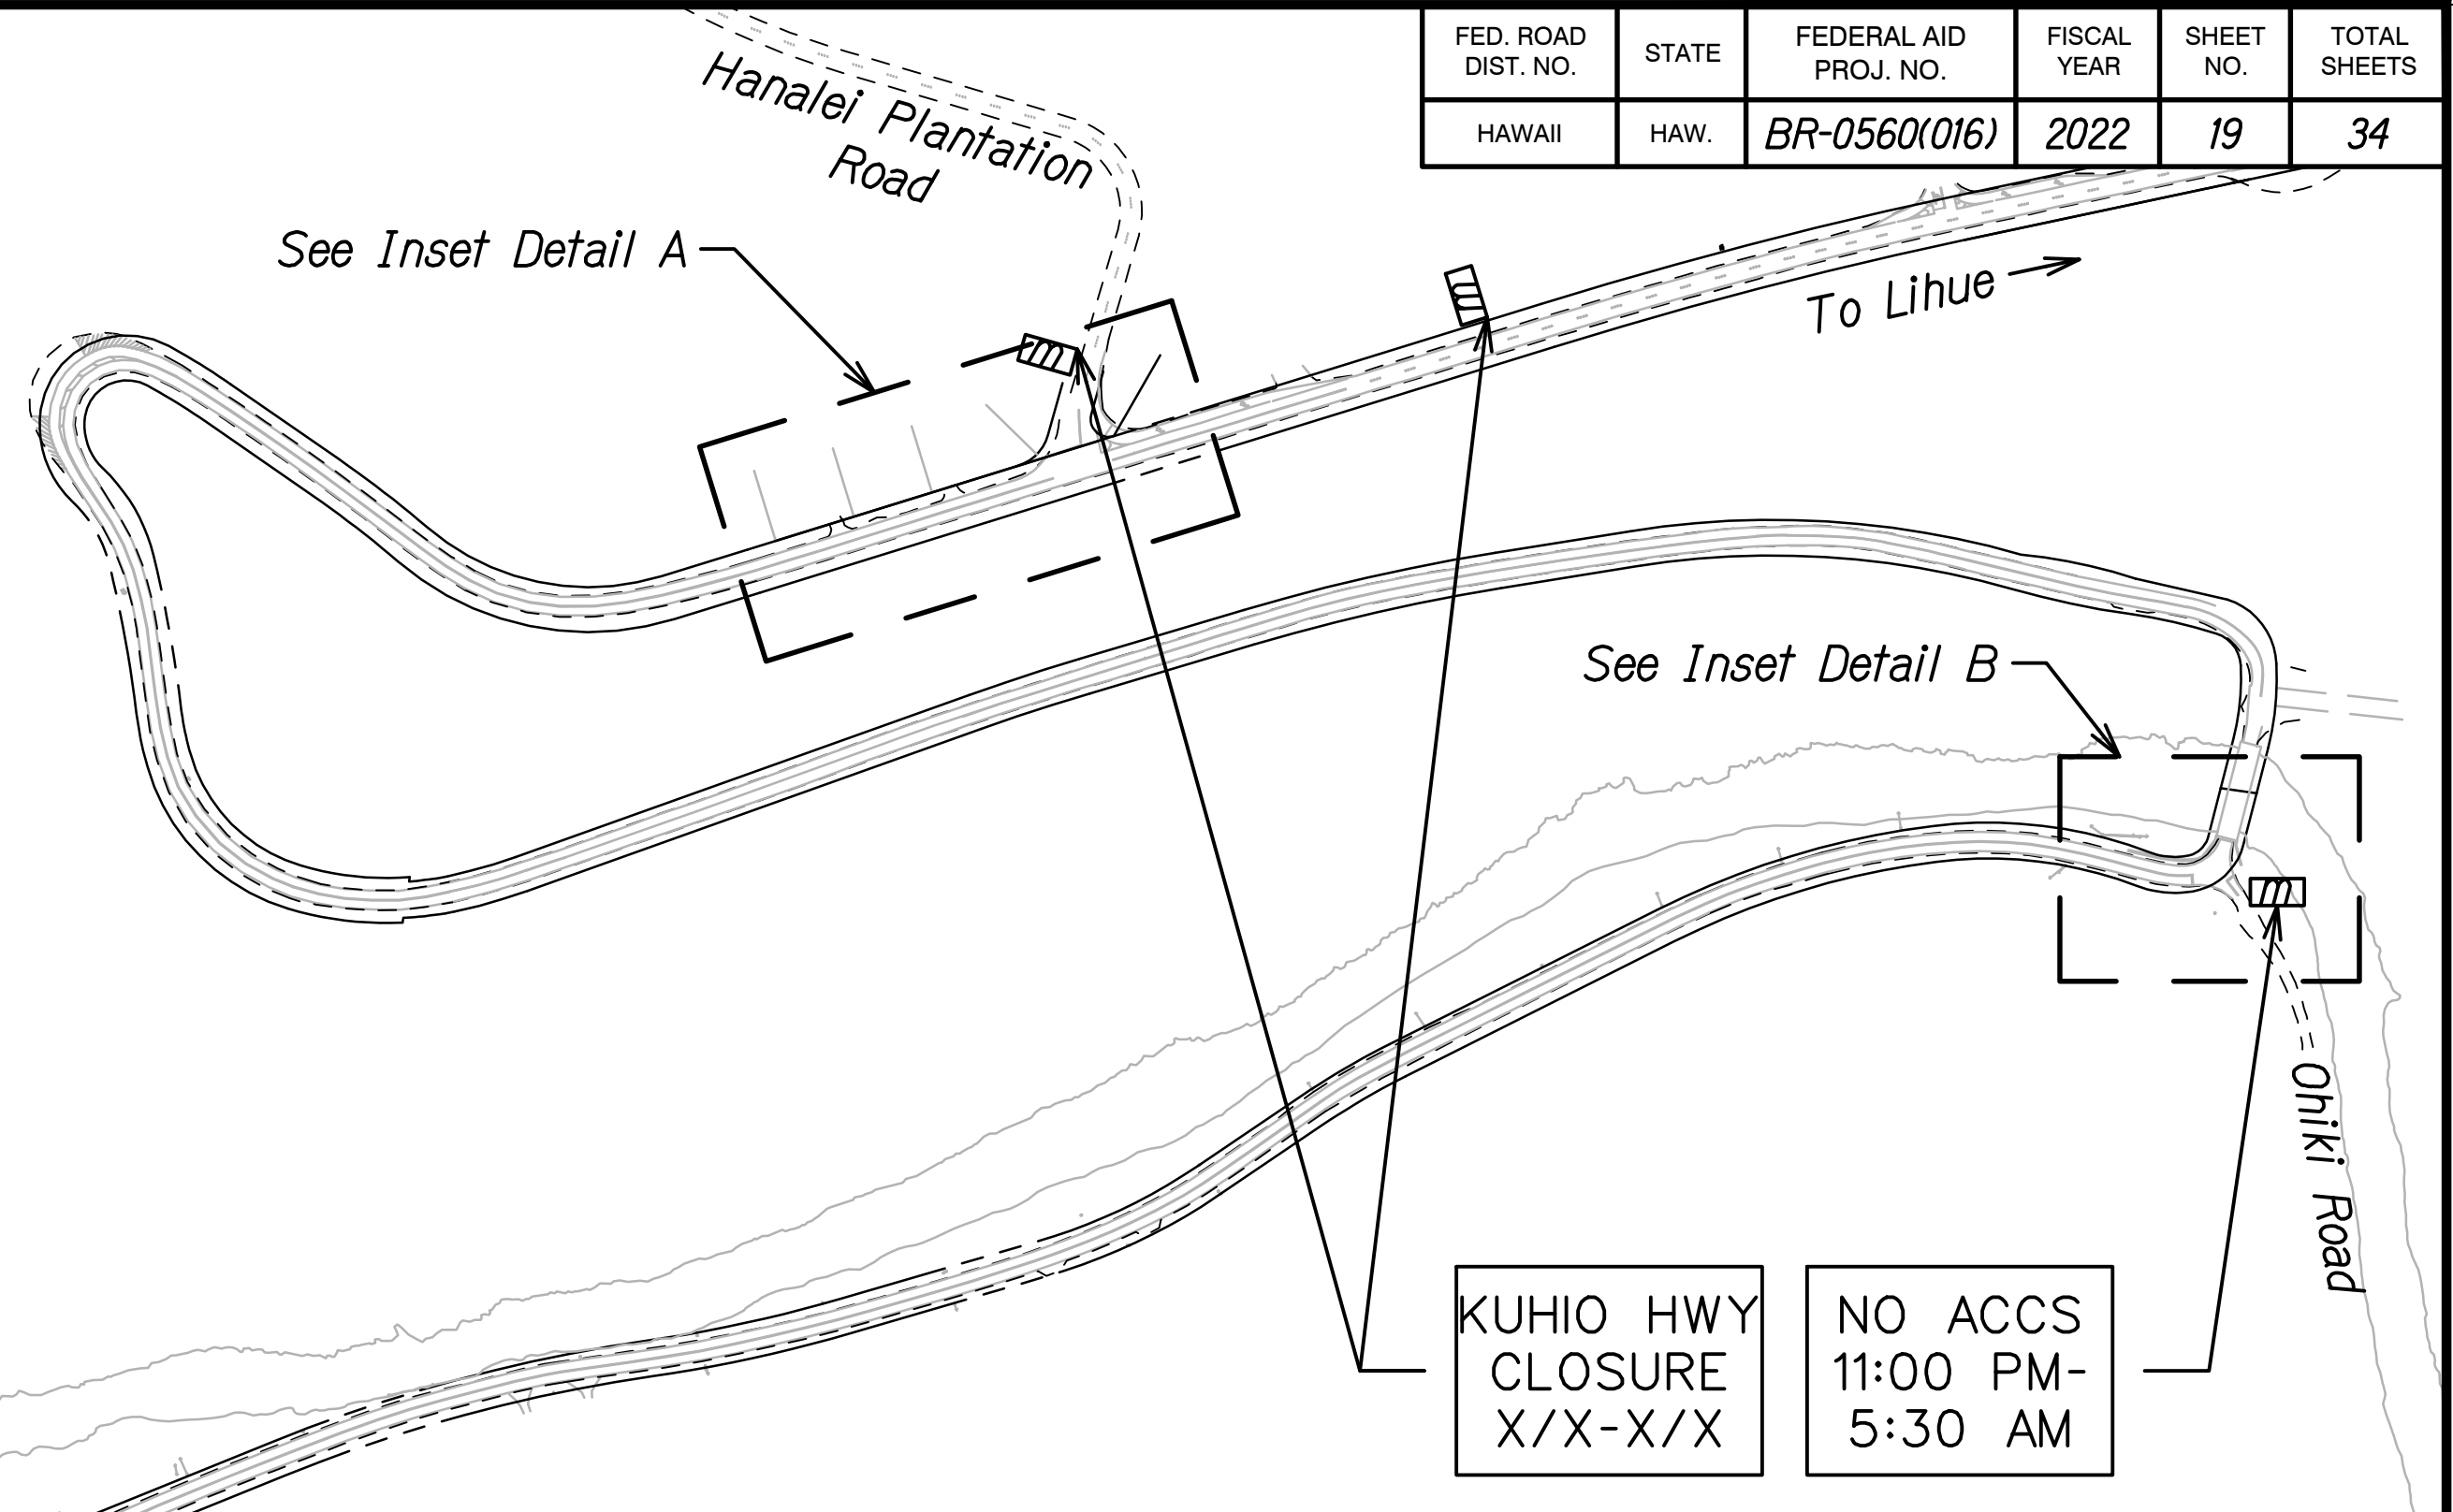 FED. ROAD DIST. NO.
STATE
FEDERAL AID PROJ. NO.
FISCAL YEAR
SHEET NO.
TOTAL SHEETS
HAWAII
HAW.
BR-0560(016)
2022
19
34
Hanalei Plantation
Road
See Inset Detail A
To Lihue
See Inset Detail B
Ohiki Road
KUHIO HWY
CLOSURE
X/X-X/X
NO ACCS
11:00 PM-
5:30 AM